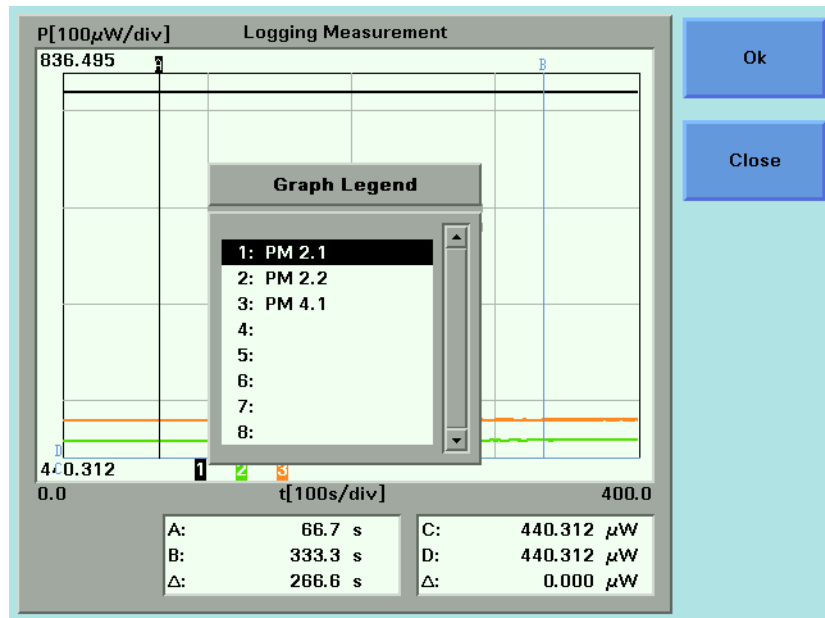 P[100µW/div] Logging Measurement
836.495 A B
Ok
Close
Graph Legend
1: PM 2.1
2: PM 2.2
3: PM 4.1
4:
5:
6:
7:
8:
D
C
440.312 1 2 3
0.0 t[100s/div] 400.0
A: 66.7 s C: 440.312 µW
B: 333.3 s D: 440.312 µW
Δ: 266.6 s Δ: 0.000 µW